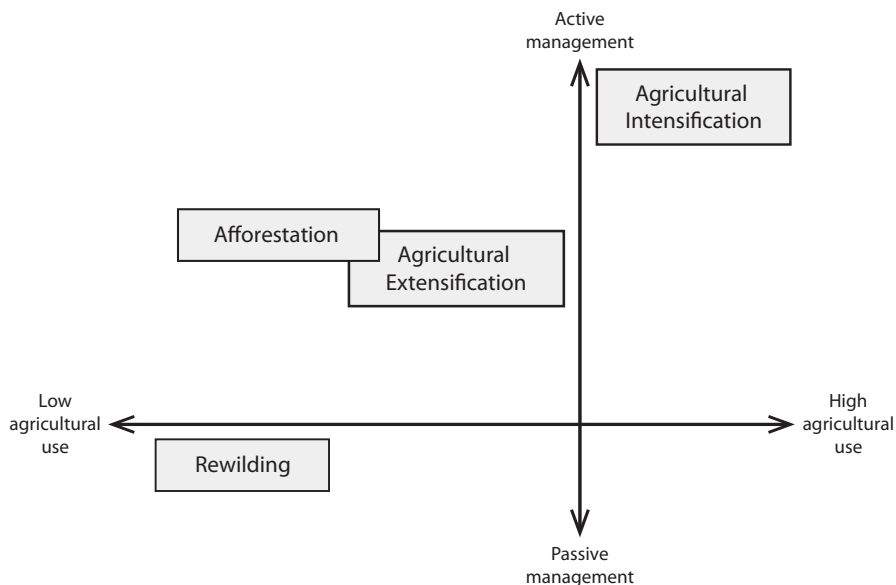 Active
management
Agricultural
Intensification
Afforestation
Agricultural
Extensification
Low
agricultural
use
High
agricultural
use
Rewilding
Passive
management